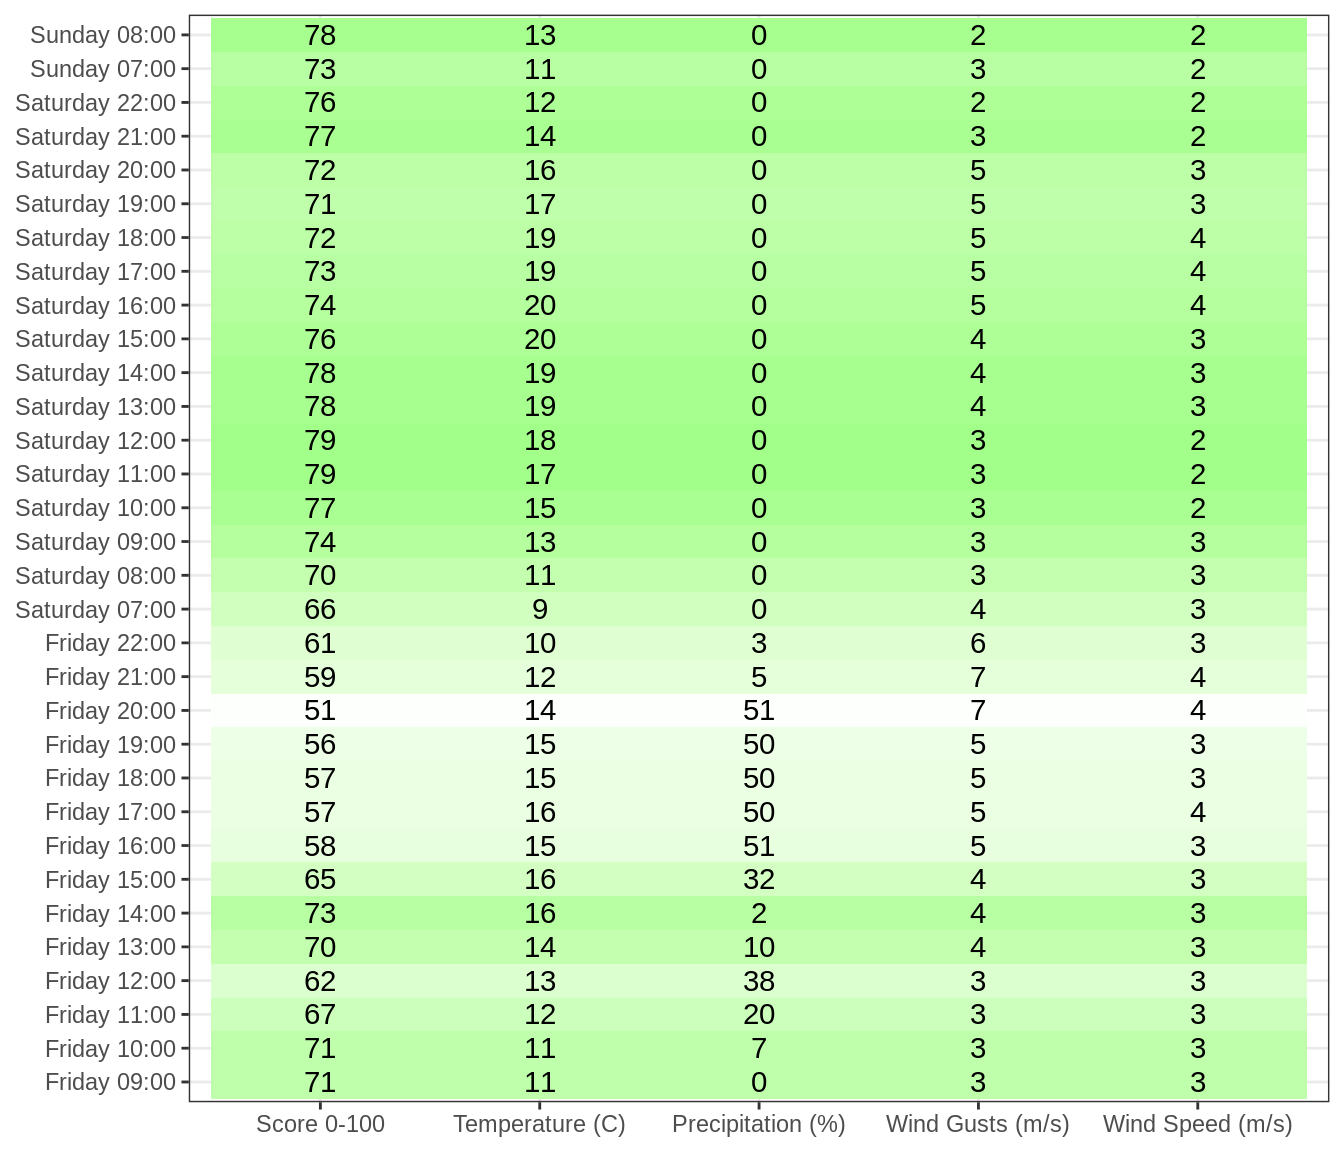 Sunday 08:00 78 13 0 2 2
Sunday 07:00 73 11 0 3 2
Saturday 22:00 76 12 0 2 2
Saturday 21:00 77 14 0 3 2
Saturday 20:00 72 16 0 5 3
Saturday 19:00 71 17 0 5 3
Saturday 18:00 72 19 0 5 4
Saturday 17:00 73 19 0 5 4
Saturday 16:00 74 20 0 5 4
Saturday 15:00 76 20 0 4 3
Saturday 14:00 78 19 0 4 3
Saturday 13:00 78 19 0 4 3
Saturday 12:00 79 18 0 3 2
Saturday 11:00 79 17 0 3 2
Saturday 10:00 77 15 0 3 2
Saturday 09:00 74 13 0 3 3
Saturday 08:00 70 11 0 3 3
Saturday 07:00 66 9 0 4 3
Friday 22:00 61 10 3 6 3
Friday 21:00 59 12 5 7 4
Friday 20:00 51 14 51 7 4
Friday 19:00 56 15 50 5 3
Friday 18:00 57 15 50 5 3
Friday 17:00 57 16 50 5 4
Friday 16:00 58 15 51 5 3
Friday 15:00 65 16 32 4 3
Friday 14:00 73 16 2 4 3
Friday 13:00 70 14 10 4 3
Friday 12:00 62 13 38 3 3
Friday 11:00 67 12 20 3 3
Friday 10:00 71 11 7 3 3
Friday 09:00 71 11 0 3 3
Score 0-100 Temperature (C) Precipitation (%) Wind Gusts (m/s) Wind Speed (m/s)